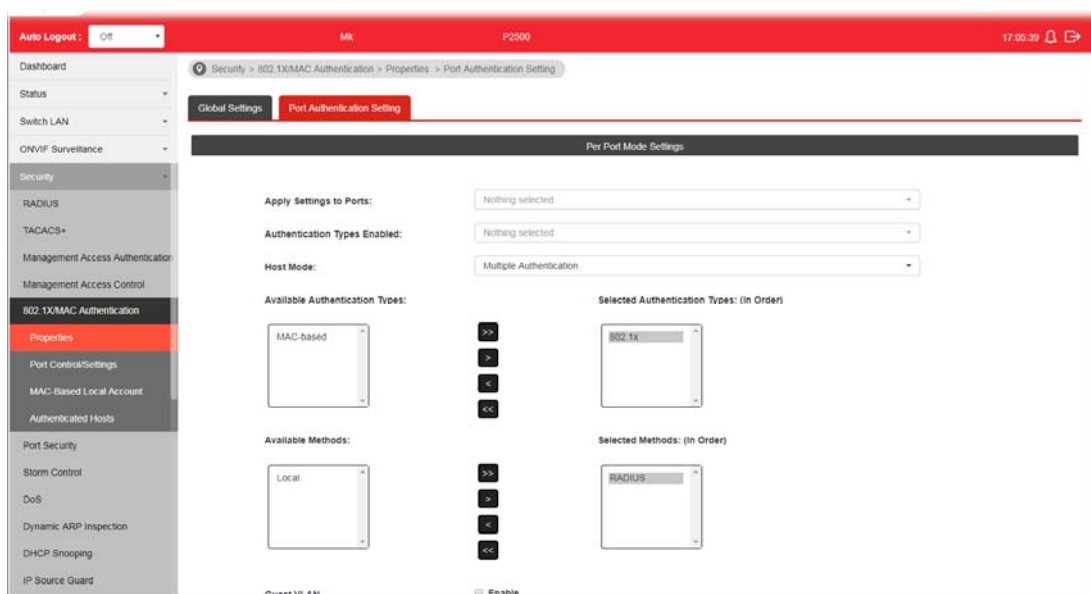 Auto Logout : Off Mk P2500 17:05:39
Dashboard
Status
Switch LAN
ONVIF Surveillance
Security
RADIUS
TACACS+
Management Access Authentication
Management Access Control
802.1X/MAC Authentication
Properties
Port Control/Settings
MAC-Based Local Account
Authenticated Hosts
Port Security
Storm Control
DoS
Dynamic ARP Inspection
DHCP Snooping
IP Source Guard
Security > 802.1X/MAC Authentication > Properties > Port Authentication Setting
Global Settings Port Authentication Setting
Per Port Mode Settings
Apply Settings to Ports: Nothing selected
Authentication Types Enabled: Nothing selected
Host Mode: Multiple Authentication
Available Authentication Types: Selected Authentication Types: (In Order)
MAC-based >> 802.1x
>
<
<<
Available Methods: Selected Methods: (In Order)
Local >> RADIUS
>
<
<<
Guest VLAN Enable